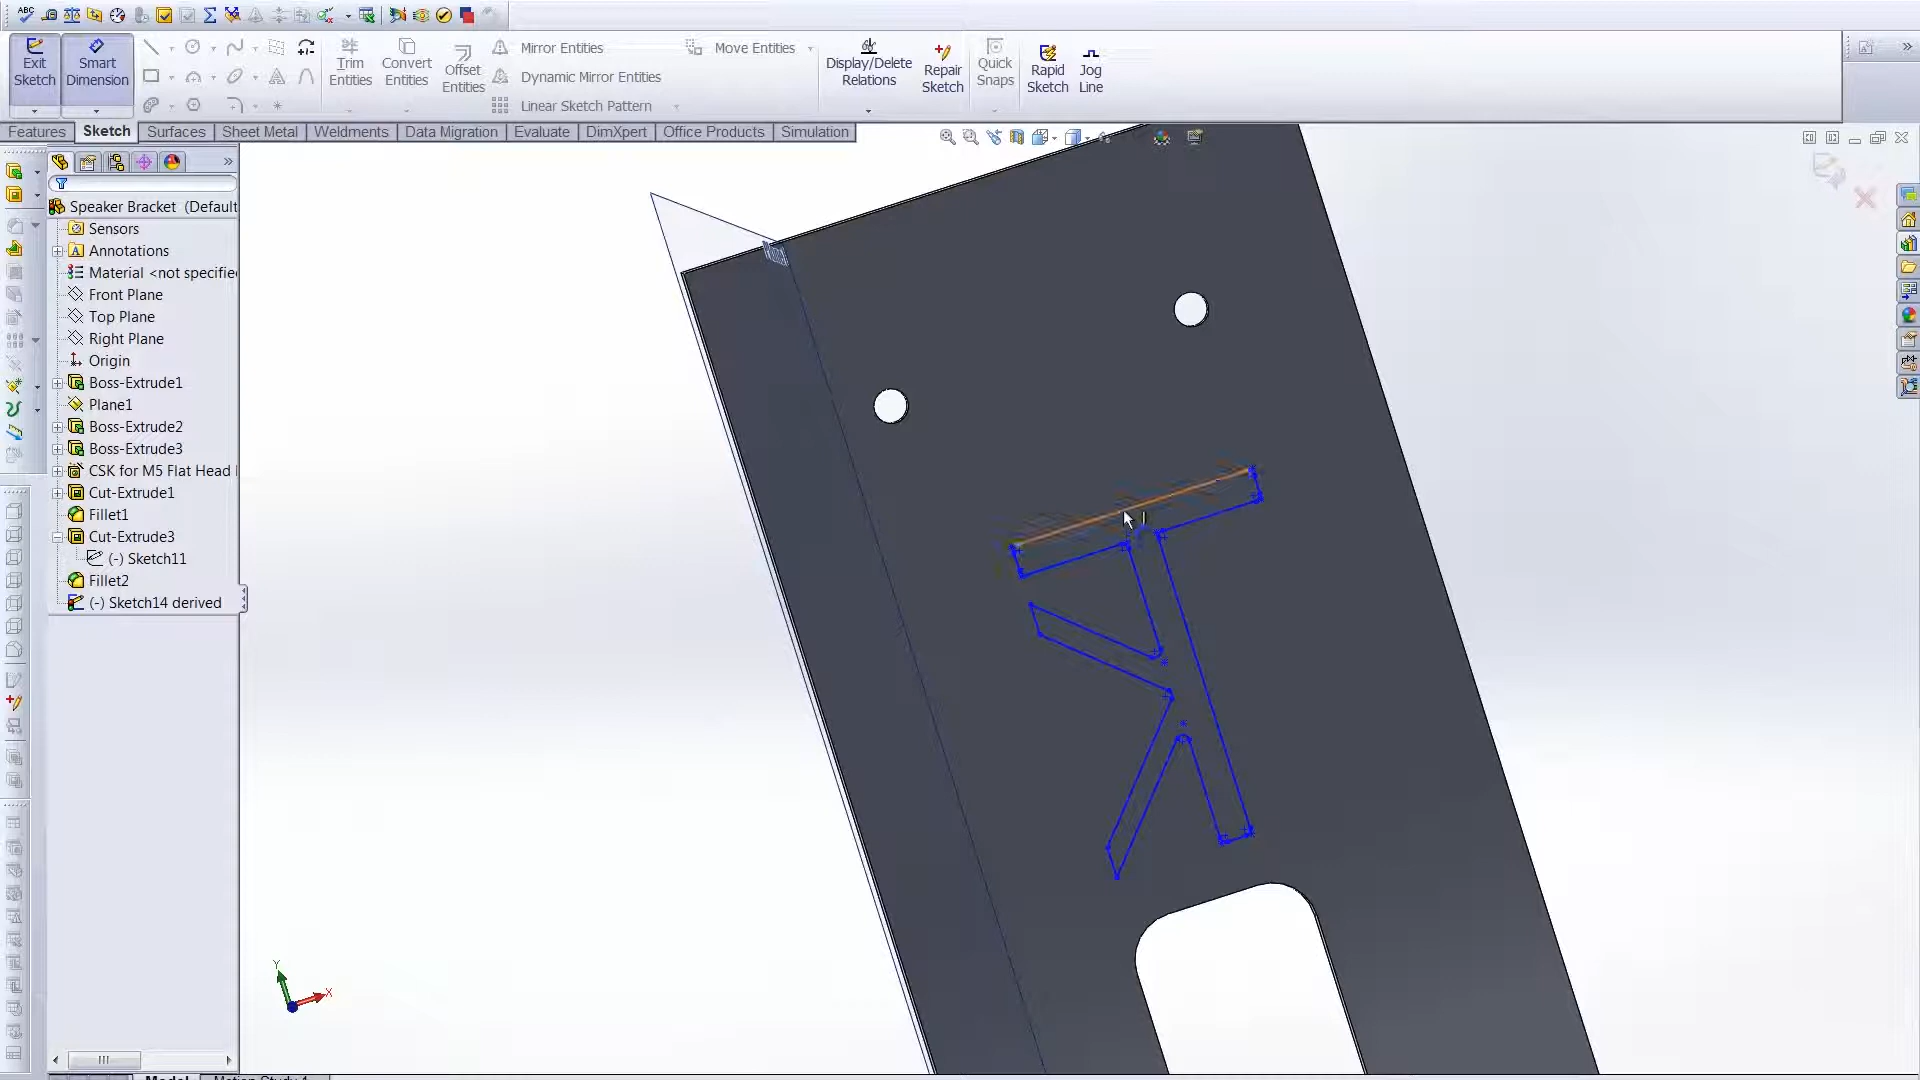 ABC
Exit Sketch
Smart Dimension
Trim Entities
Convert Entities
Offset Entities
Mirror Entities
Dynamic Mirror Entities
Linear Sketch Pattern
Move Entities
Display/Delete Relations
Repair Sketch
Quick Snaps
Rapid Sketch
Jog Line
Features Sketch Surfaces Sheet Metal Weldments Data Migration Evaluate DimXpert Office Products Simulation
Speaker Bracket (Default
Sensors
Annotations
Material <not specifie
Front Plane
Top Plane
Right Plane
Origin
Boss-Extrude1
Plane1
Boss-Extrude2
Boss-Extrude3
CSK for M5 Flat Head
Cut-Extrude1
Fillet1
Cut-Extrude3
(-) Sketch11
Fillet2
(-) Sketch14 derived
Y
X
Model Motion Study 1